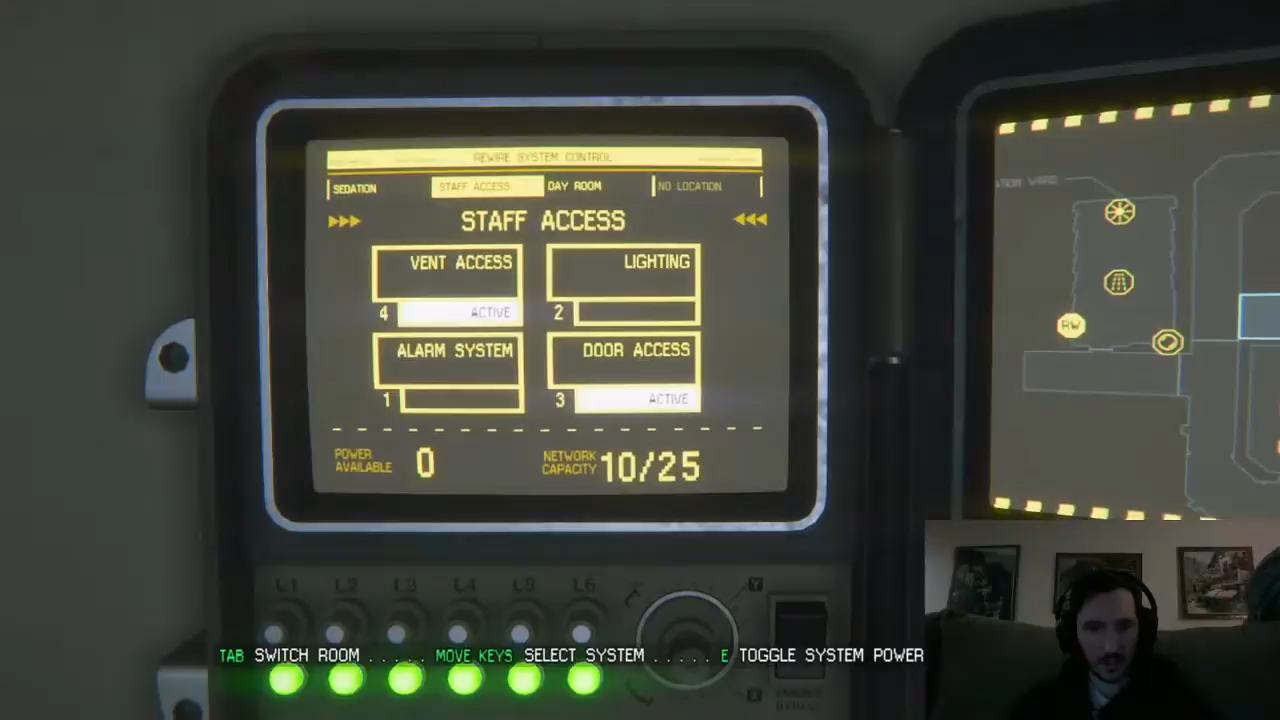 REWIRE SYSTEM CONTROL
SEDATION STAFF ACCESS DAY ROOM NO LOCATION
STAFF ACCESS
VENT ACCESS LIGHTING
4 ACTIVE 2
ALARM SYSTEM DOOR ACCESS
1 3 ACTIVE
POWER AVAILABLE 0 NETWORK CAPACITY 10/25
WARD
RW
L1 L2 L3 L4 L5 L6 Y
TAB SWITCH ROOM ..... MOVE KEYS SELECT SYSTEM ..... E TOGGLE SYSTEM POWER
X